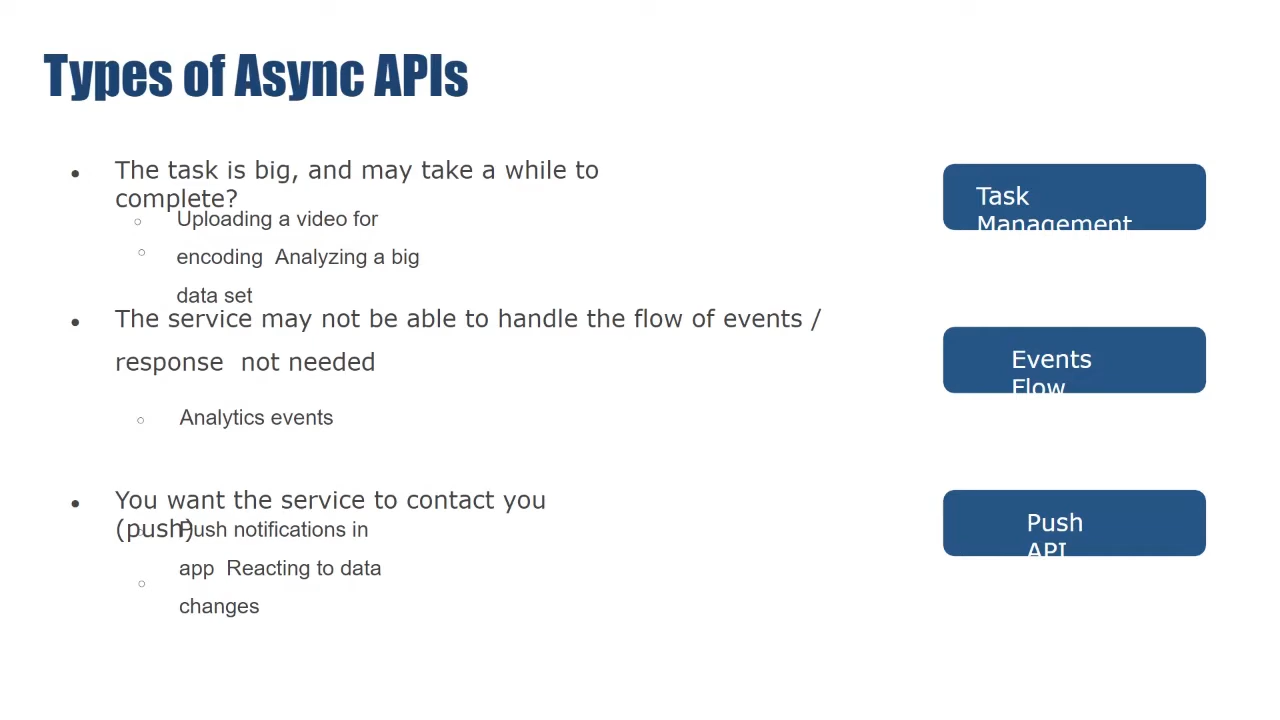 Types of Async APIs
The task is big, and may take a while to
complete?
Uploading a video for
encoding  Analyzing a big
data set
Task
Management
The service may not be able to handle the flow of events /
response  not needed
Analytics events
Events
Flow
You want the service to contact you
(push)
Push notifications in
app  Reacting to data
changes
Push
API